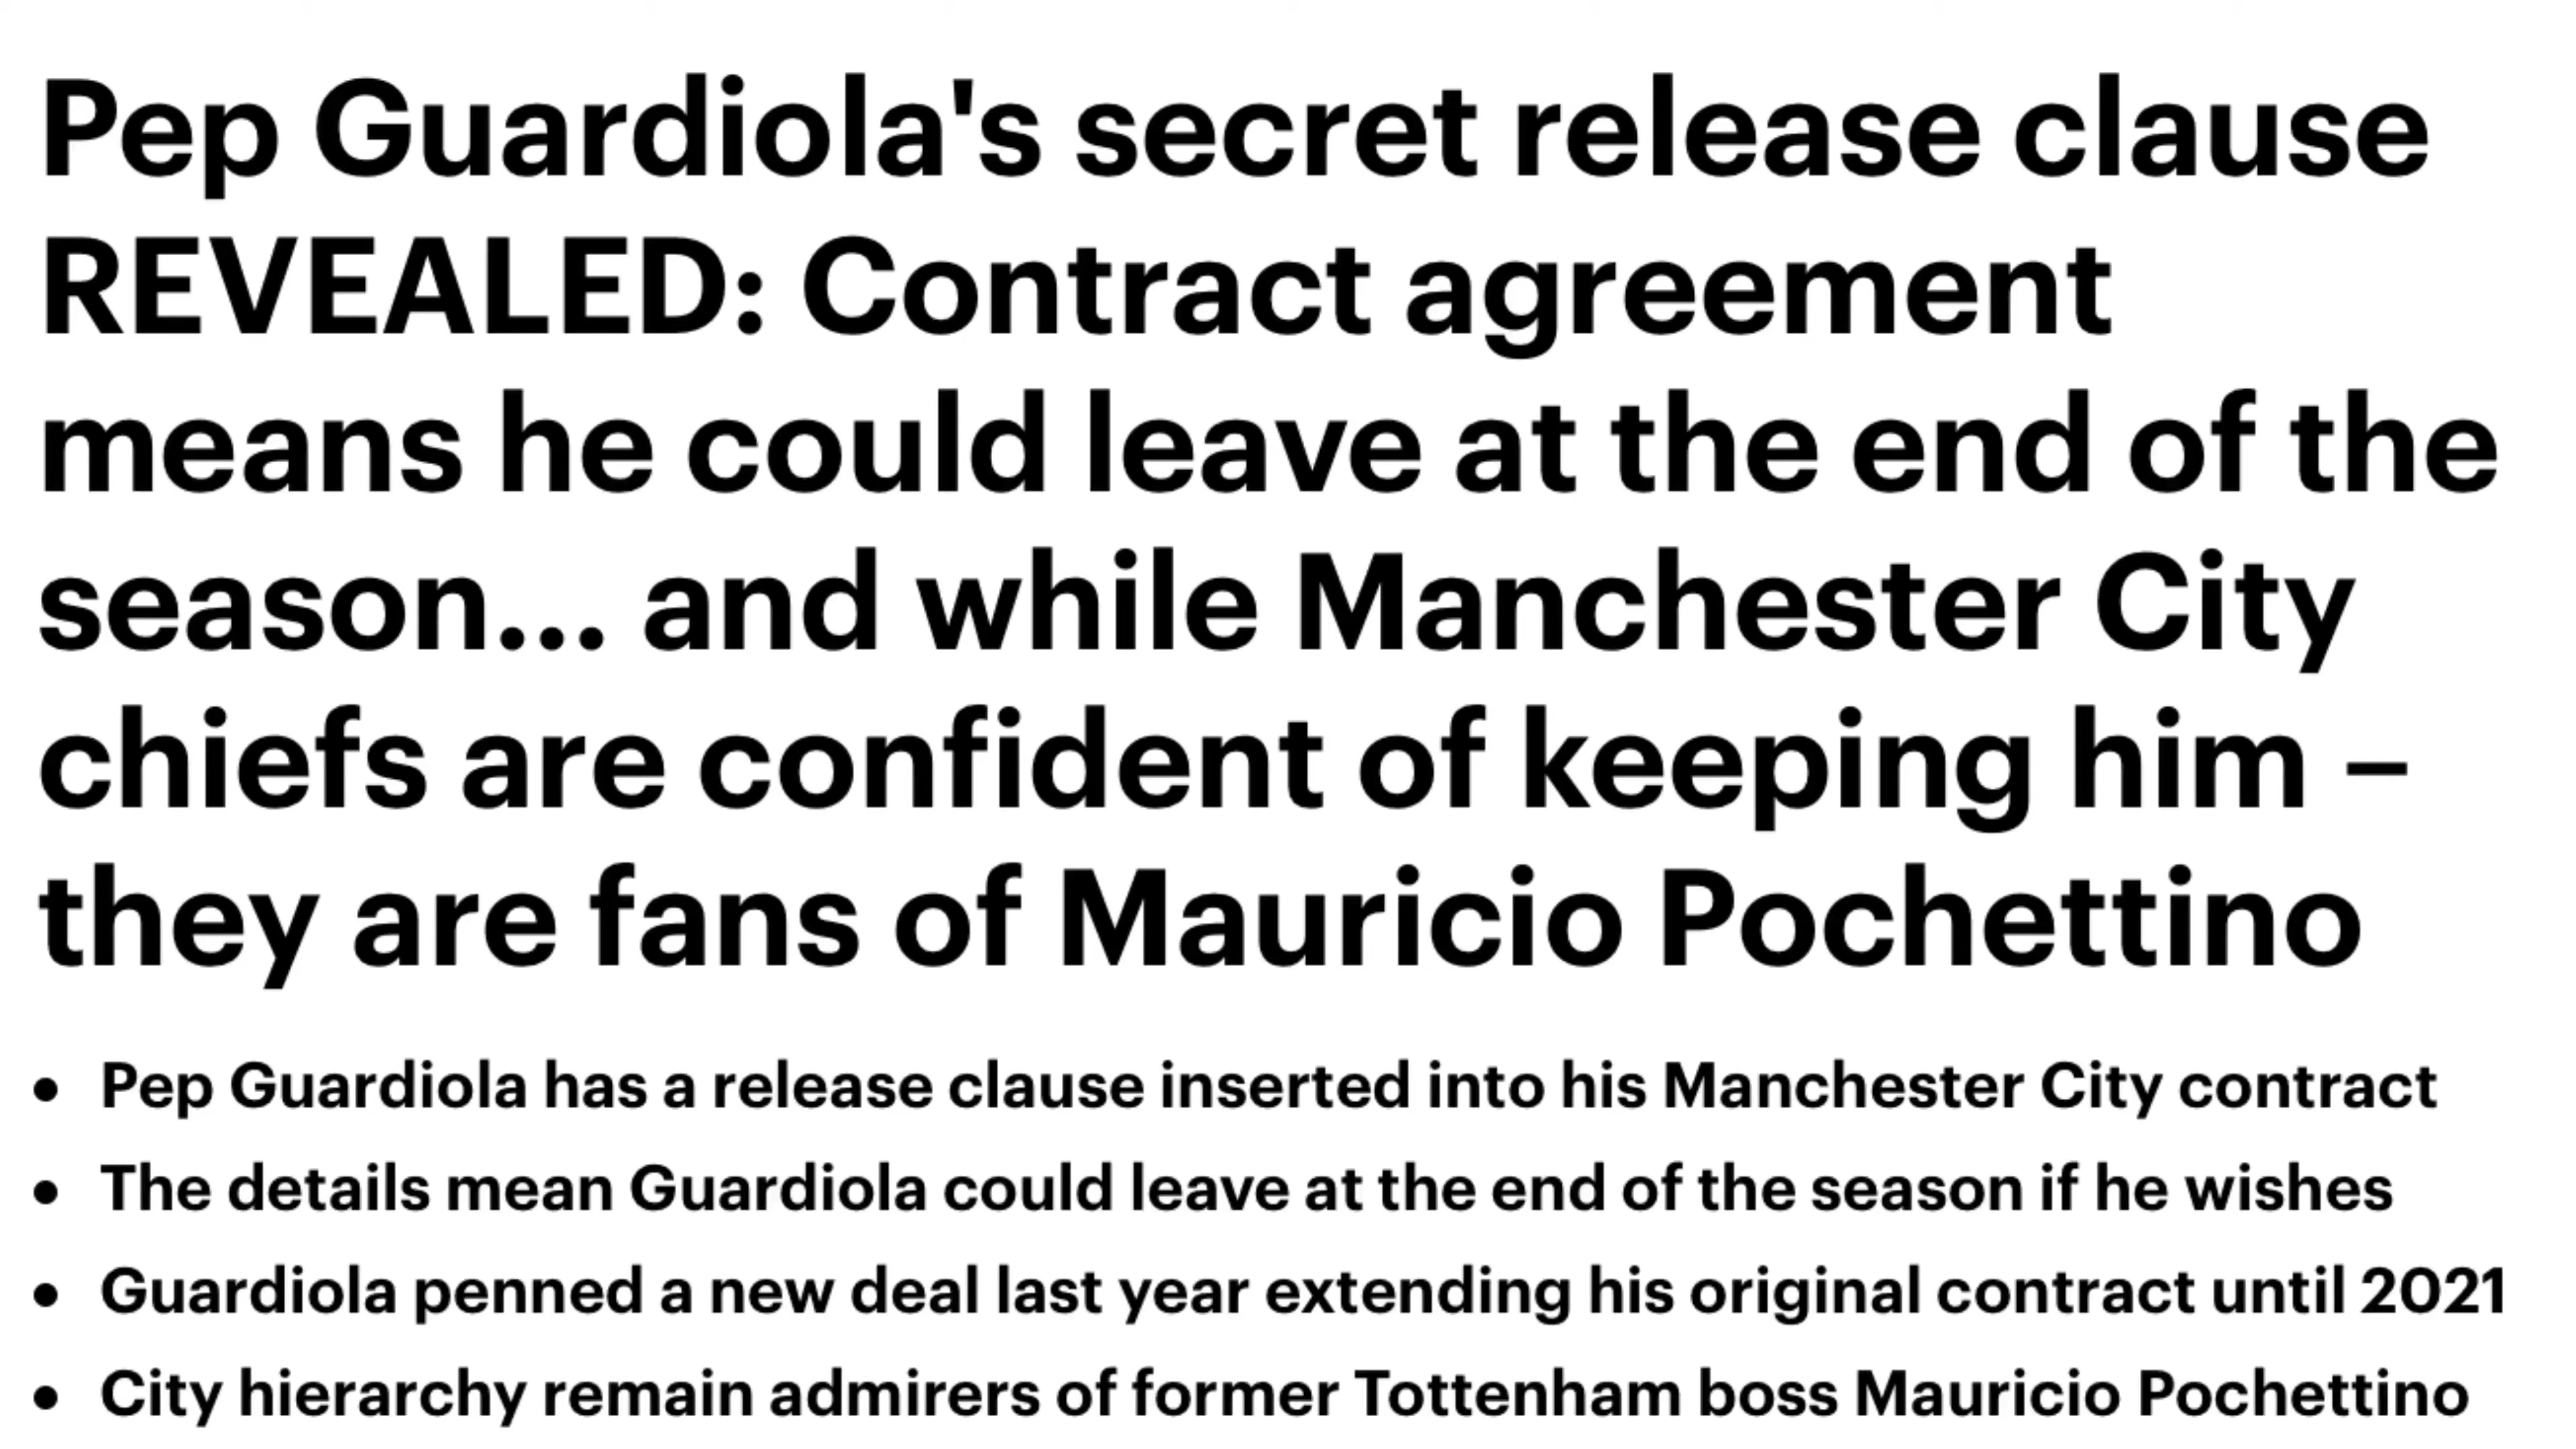 Pep Guardiola's secret release clause
REVEALED: Contract agreement
means he could leave at the end of the
season... and while Manchester City
chiefs are confident of keeping him –
they are fans of Mauricio Pochettino
• Pep Guardiola has a release clause inserted into his Manchester City contract
• The details mean Guardiola could leave at the end of the season if he wishes
• Guardiola penned a new deal last year extending his original contract until 2021
• City hierarchy remain admirers of former Tottenham boss Mauricio Pochettino